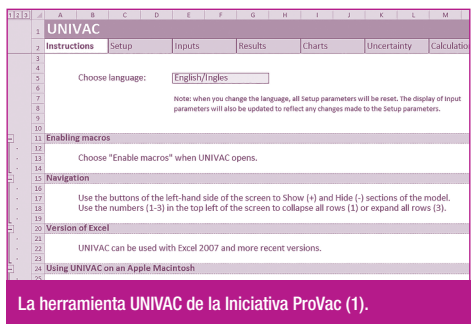 1 2 3 A B C D E F G H I J K L M
1 UNIVAC
2 Instructions Setup Inputs Results Charts Uncertainty Calculatio
3
4
5 Choose language: English/Ingles
6
7 Note: when you change the language, all Setup parameters will be reset. The display of Input
8 parameters will also be updated to reflect any changes made to the Setup parameters.
9
10
11 Enabling macros
12
13 Choose "Enable macros" when UNIVAC opens.
14
15 Navigation
16
17 Use the buttons of the left-hand side of the screen to Show (+) and Hide (-) sections of the model.
18 Use the numbers (1-3) in the top left of the screen to collapse all rows (1) or expand all rows (3).
19
20 Version of Excel
21
22 UNIVAC can be used with Excel 2007 and more recent versions.
23
24 Using UNIVAC on an Apple Macintosh
25
La herramienta UNIVAC de la Iniciativa ProVac (1).